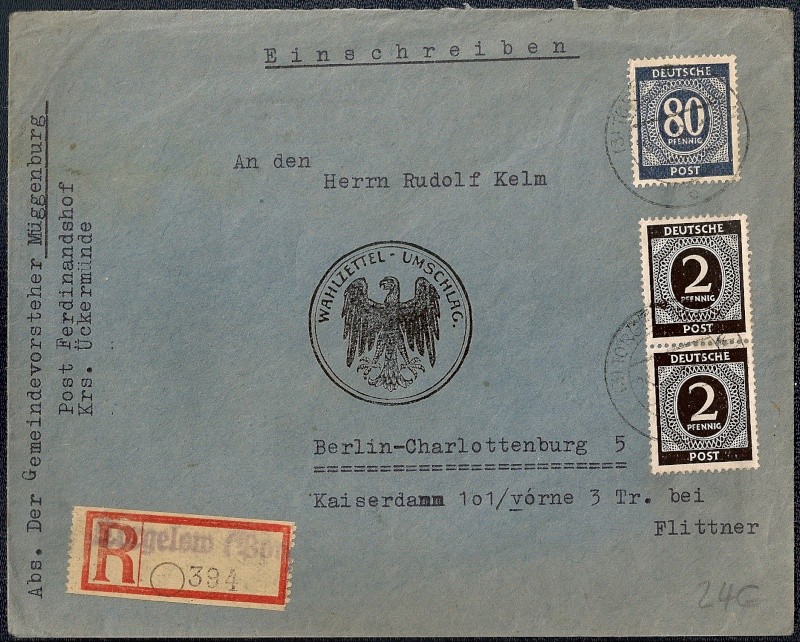 Einschreiben
DEUTSCHE
80
PFENNIG
POST
An den
Herrn Rudolf Kelm
WAHLZETTEL - UMSCHLAG.
DEUTSCHE
2
PFENNIG
POST
DEUTSCHE
2
PFENNIG
POST
Berlin-Charlottenburg 5
Kaiserdamm 101/vórne 3 Tr. bei
Flittner
Abs. Der Gemeindevorsteher Müggenburg
Post Ferdinandshof
Krs. Ückermünde
R
394
24€